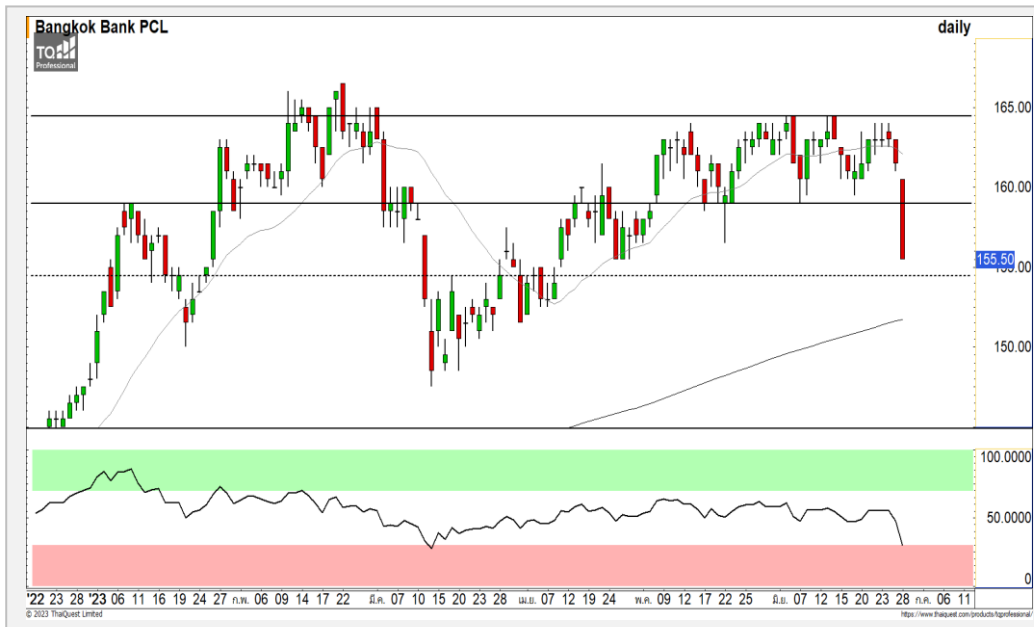 Bangkok Bank PCL daily
TQ
Professional
165.00
160.00
155.50
155.00
150.00
100.0000
50.0000
0
'22 23 28 '23 06 11 16 19 24 27 ก.พ. 06 09 14 17 22 มี.ค. 07 10 15 20 23 28 เม.ย. 07 12 19 24 พ.ค. 09 12 17 22 25 มิ.ย. 07 12 15 20 23 28 ก.ค. 06 11
© 2023 ThaiQuest Limited https://www.thaiquest.com/products/tqprofessional/